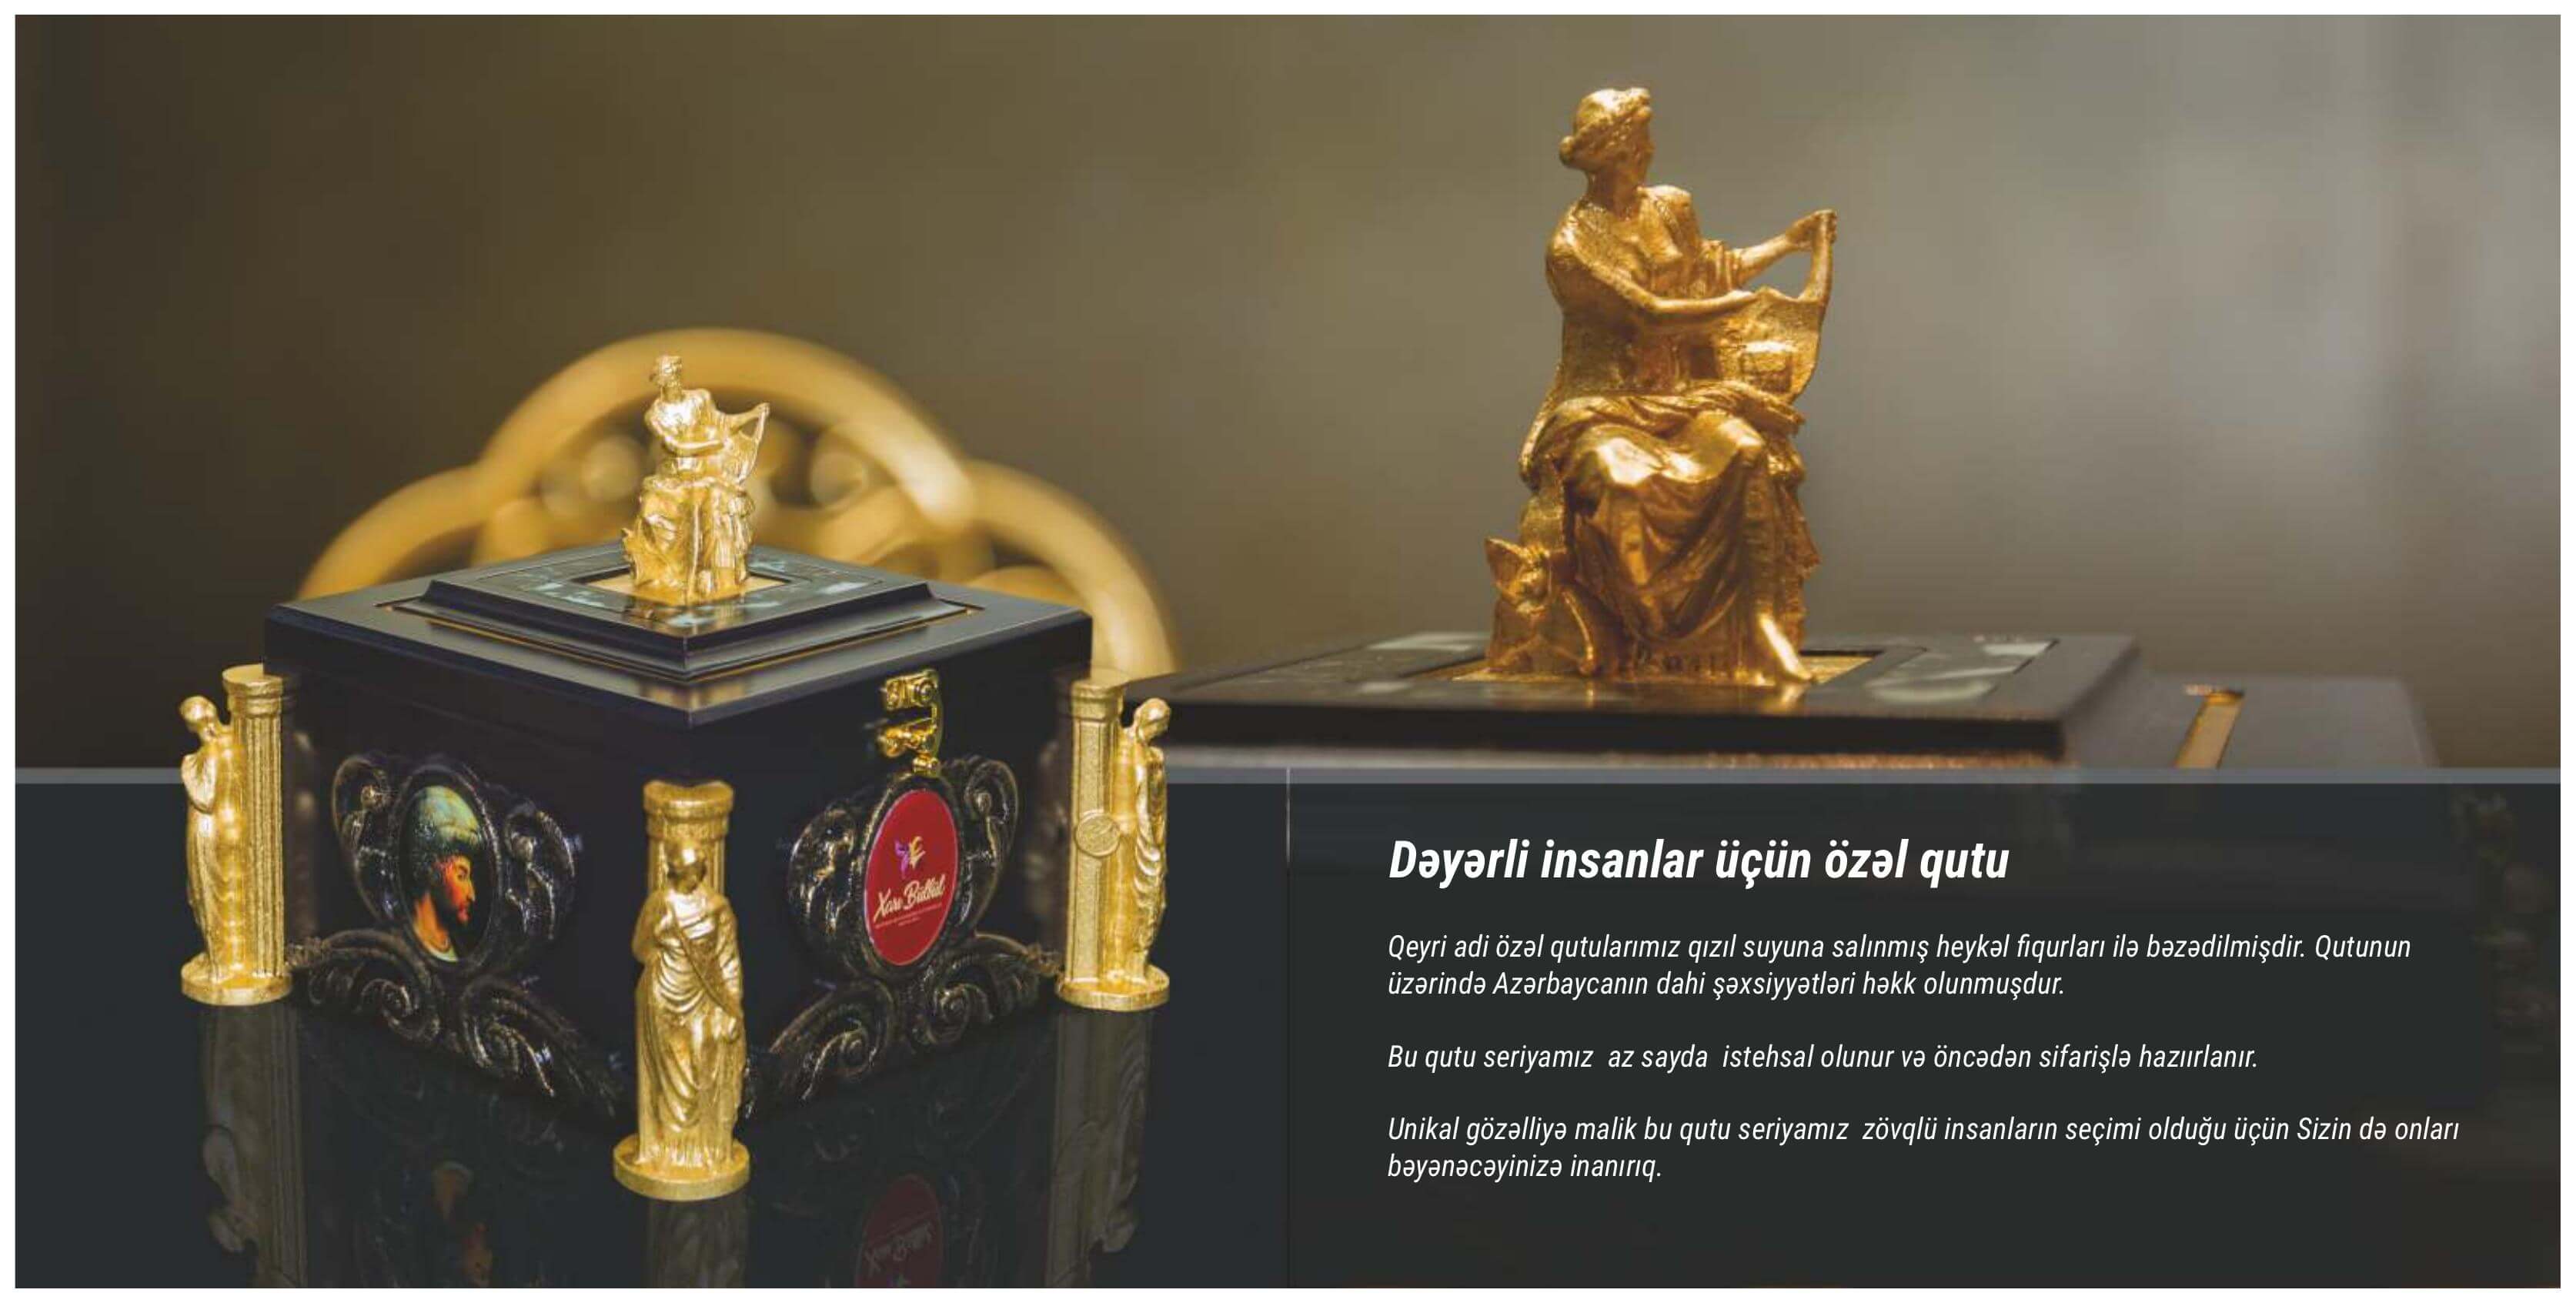 Xarı Bülbül
Dəyərli insanlar üçün özəl qutu
Qeyri adi özəl qutularımız qızıl suyuna salınmış heykəl fiqurları ilə bəzədilmişdir. Qutunun
üzərində Azərbaycanın dahi şəxsiyyətləri həkk olunmuşdur.
Bu qutu seriyamız az sayda istehsal olunur və öncədən sifarişlə hazıırlanır.
Unikal gözəlliyə malik bu qutu seriyamız zövqlü insanların seçimi olduğu üçün Sizin də onları
bəyənəcəyinizə inanırıq.